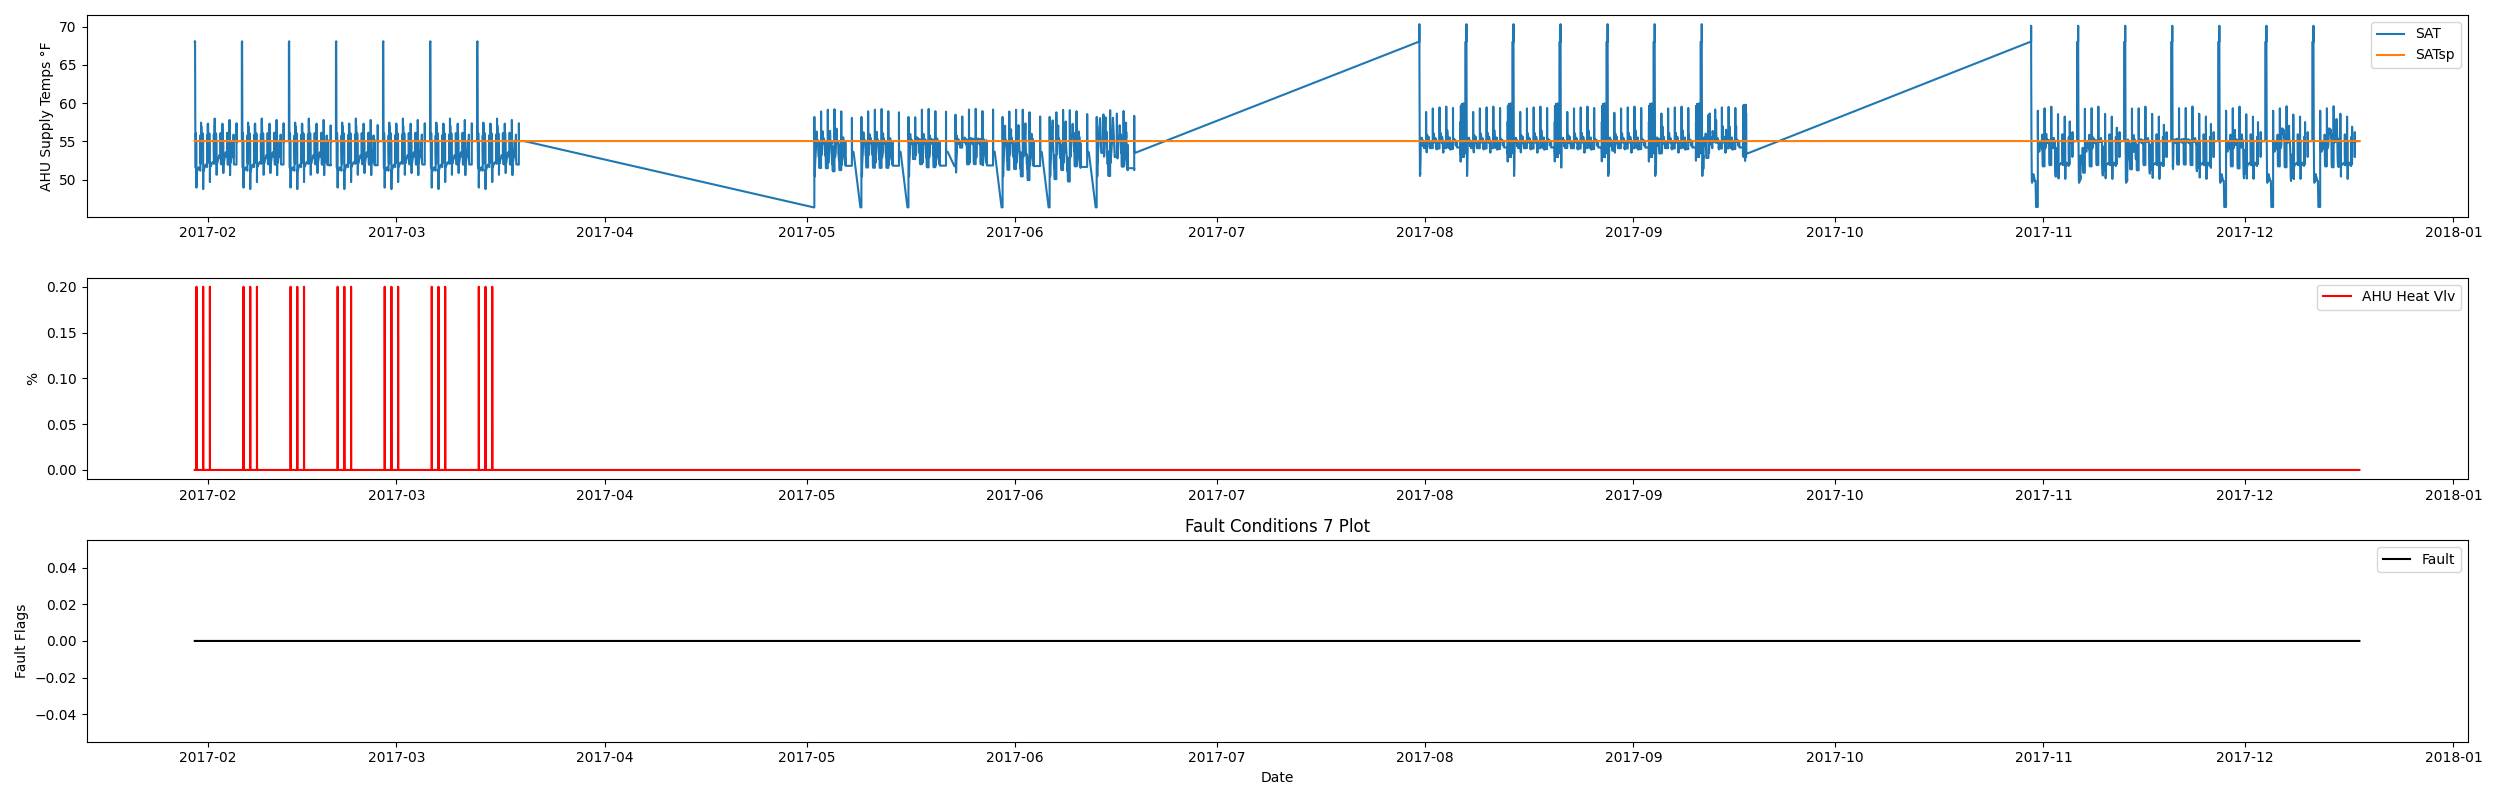 AHU Supply Temps °F
70
65
60
55
50
SAT
SATsp
2017-02 2017-03 2017-04 2017-05 2017-06 2017-07 2017-08 2017-09 2017-10 2017-11 2017-12 2018-01
%
0.20
0.15
0.10
0.05
0.00
AHU Heat Vlv
2017-02 2017-03 2017-04 2017-05 2017-06 2017-07 2017-08 2017-09 2017-10 2017-11 2017-12 2018-01
Fault Conditions 7 Plot
Fault Flags
0.04
0.02
0.00
−0.02
−0.04
Fault
2017-02 2017-03 2017-04 2017-05 2017-06 2017-07 2017-08 2017-09 2017-10 2017-11 2017-12 2018-01
Date